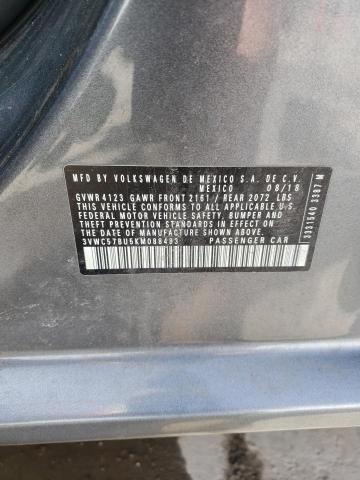 MFD BY VOLKSWAGEN DE MEXICO S.A. DE C.V.
MEXICO 08/18
GVWR 4123 GAWR FRONT 2161 / REAR 2072 LBS
THIS VEHICLE CONFORMS TO ALL APPLICABLE U.S.
FEDERAL MOTOR VEHICLE SAFETY, BUMPER AND
THEFT PREVENTION STANDARDS IN EFFECT ON
THE DATE OF MANUFACTURE SHOWN ABOVE.
3VWC57BU5KM088493 PASSENGER CAR
3331540 3387 M